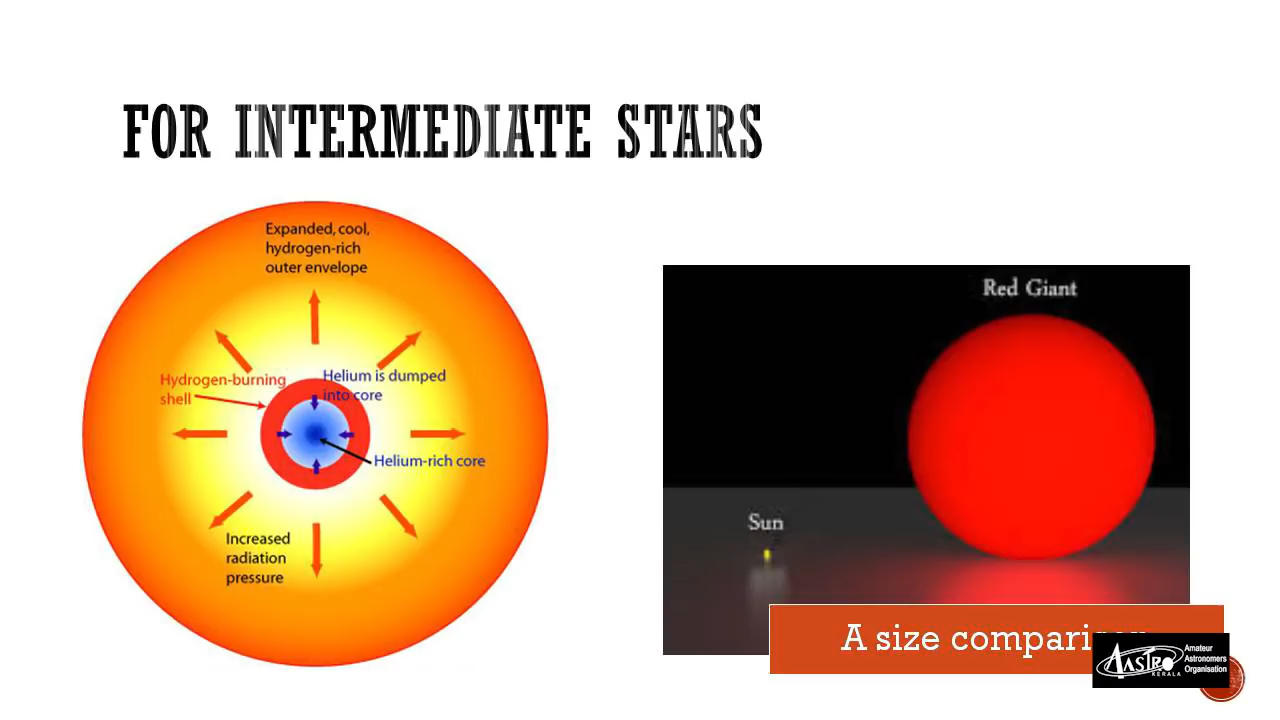 FOR INTERMEDIATE STARS
Expanded, cool,
hydrogen-rich
outer envelope
Hydrogen-burning
shell
Helium is dumped
into core
Helium-rich core
Increased
radiation
pressure
Red Giant
Sun
A size
AASTRO
KERALA
Amateur
Astronomers
Organisation